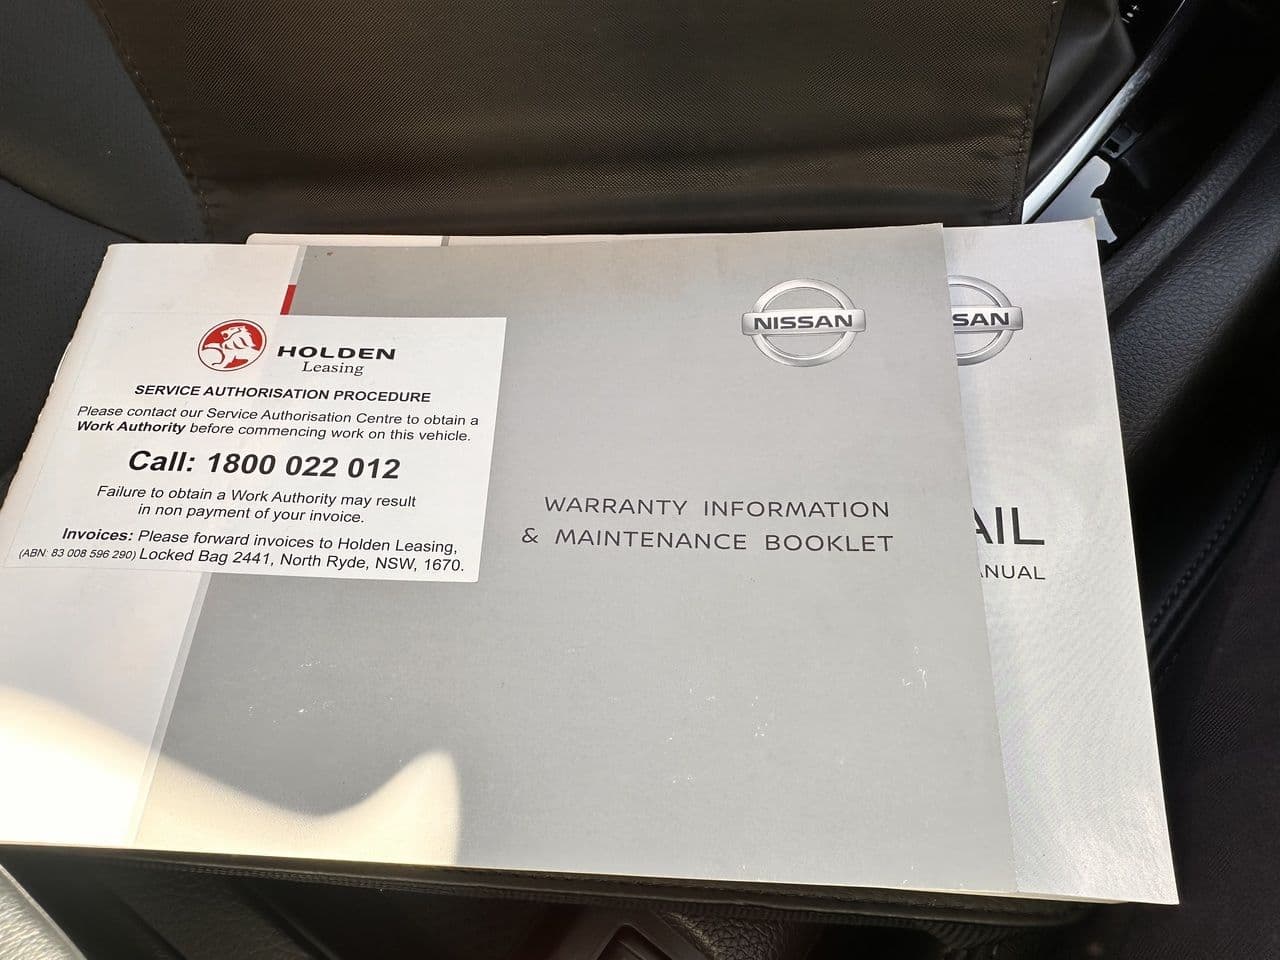 HOLDEN
Leasing
SERVICE AUTHORISATION PROCEDURE
Please contact our Service Authorisation Centre to obtain a
Work Authority before commencing work on this vehicle.
Call: 1800 022 012
Failure to obtain a Work Authority may result
in non payment of your invoice.
Invoices: Please forward invoices to Holden Leasing,
(ABN: 83 008 596 290) Locked Bag 2441, North Ryde, NSW, 1670.
NISSAN
WARRANTY INFORMATION
& MAINTENANCE BOOKLET
SAN
AIL
ANUAL